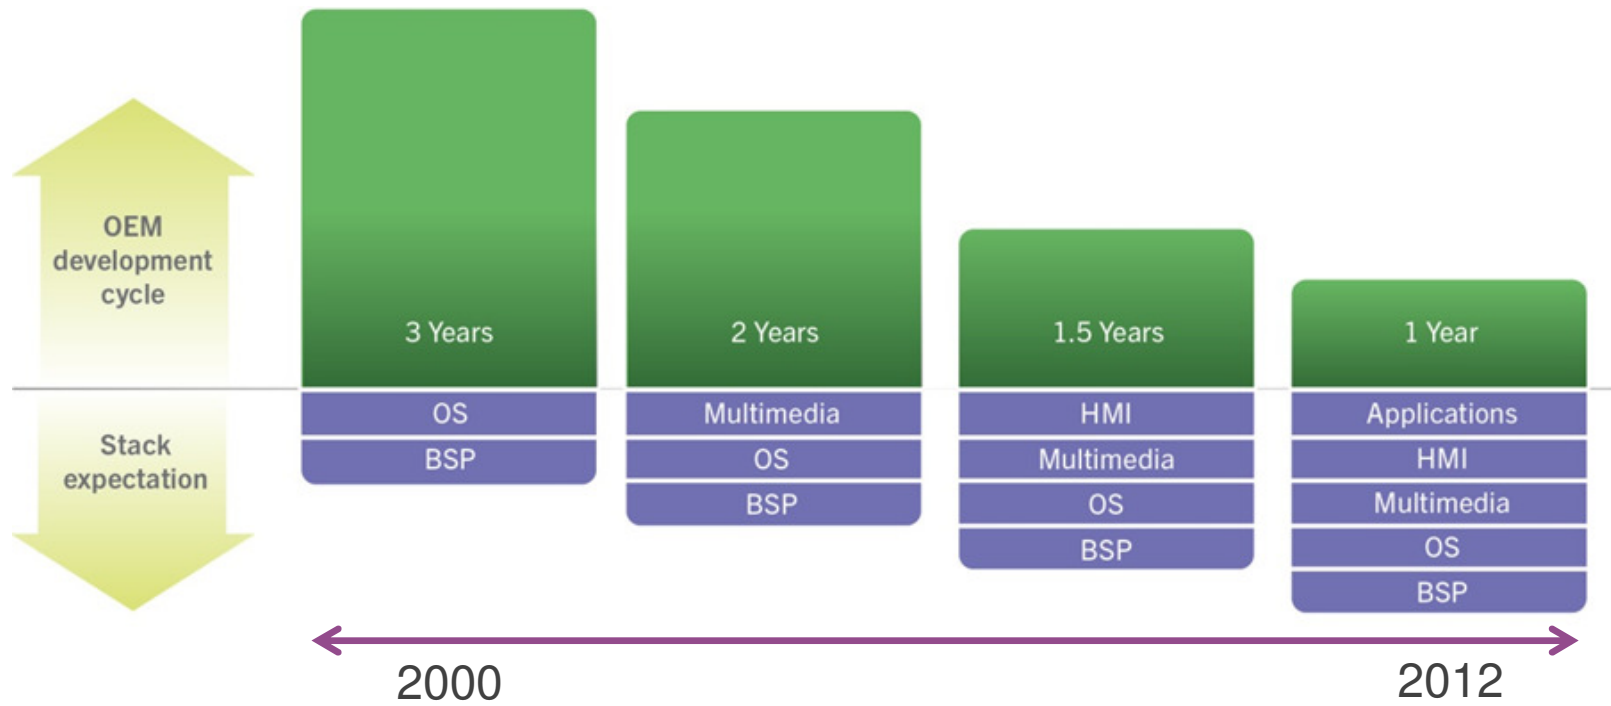 OEM
development
cycle
3 Years
2 Years
1.5 Years
1 Year
Stack
expectation
OS
BSP
Multimedia
OS
BSP
HMI
Multimedia
OS
BSP
Applications
HMI
Multimedia
OS
BSP
2000
2012